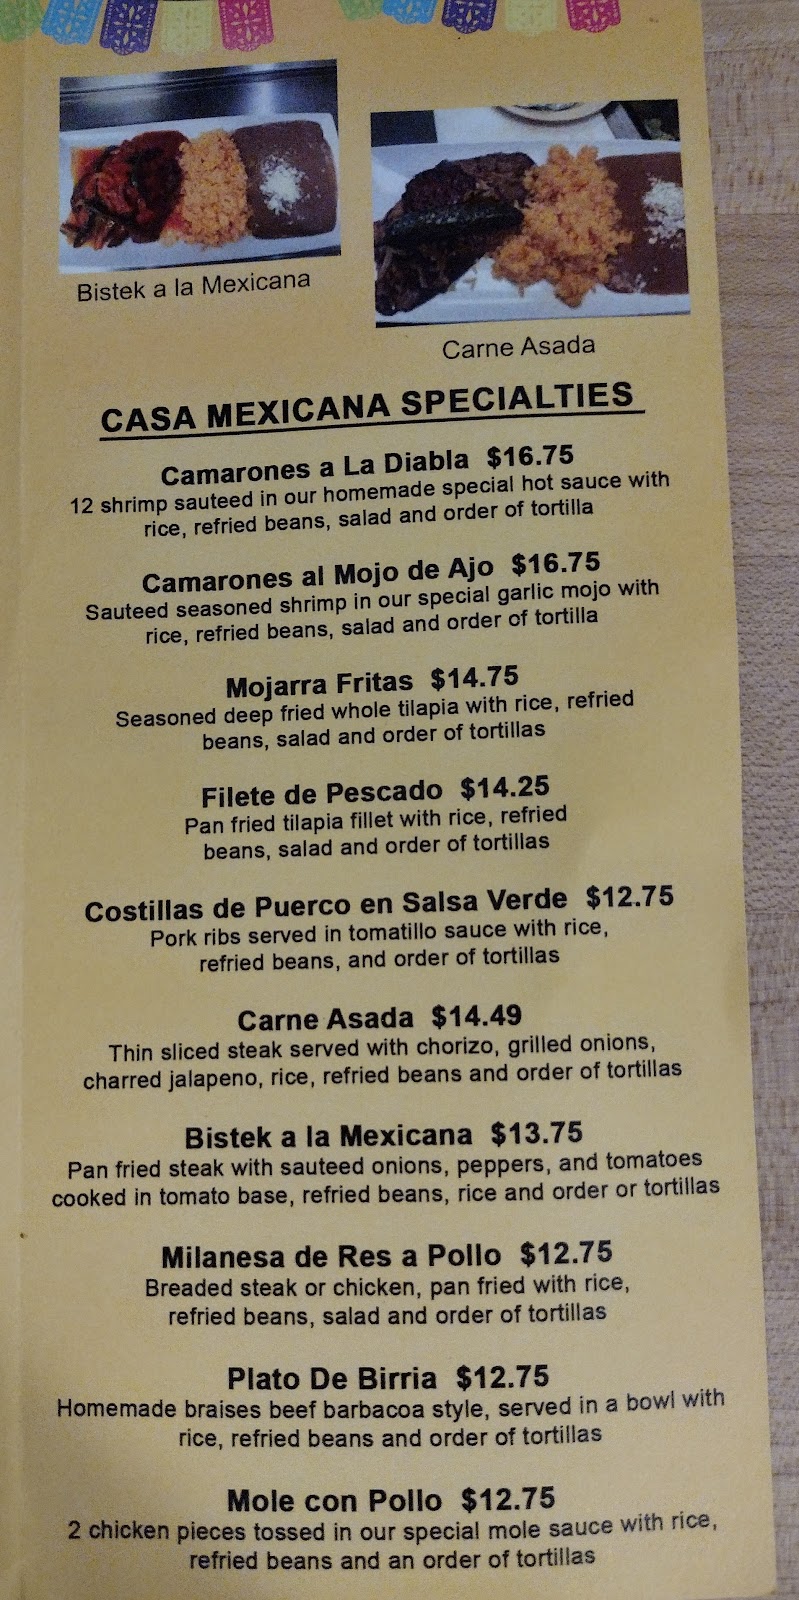 Bistek a la Mexicana
Carne Asada
CASA MEXICANA SPECIALTIES
Camarones a La Diabla $16.75
12 shrimp sauteed in our homemade special hot sauce with
rice, refried beans, salad and order of tortilla
Camarones al Mojo de Ajo $16.75
Sauteed seasoned shrimp in our special garlic mojo with
rice, refried beans, salad and order of tortilla
Mojarra Fritas $14.75
Seasoned deep fried whole tilapia with rice, refried
beans, salad and order of tortillas
Filete de Pescado $14.25
Pan fried tilapia fillet with rice, refried
beans, salad and order of tortillas
Costillas de Puerco en Salsa Verde $12.75
Pork ribs served in tomatillo sauce with rice,
refried beans, and order of tortillas
Carne Asada $14.49
Thin sliced steak served with chorizo, grilled onions,
charred jalapeno, rice, refried beans and order of tortillas
Bistek a la Mexicana $13.75
Pan fried steak with sauteed onions, peppers, and tomatoes
cooked in tomato base, refried beans, rice and order or tortillas
Milanesa de Res a Pollo $12.75
Breaded steak or chicken, pan fried with rice,
refried beans, salad and order of tortillas
Plato De Birria $12.75
Homemade braises beef barbacoa style, served in a bowl with
rice, refried beans and order of tortillas
Mole con Pollo $12.75
2 chicken pieces tossed in our special mole sauce with rice,
refried beans and an order of tortillas